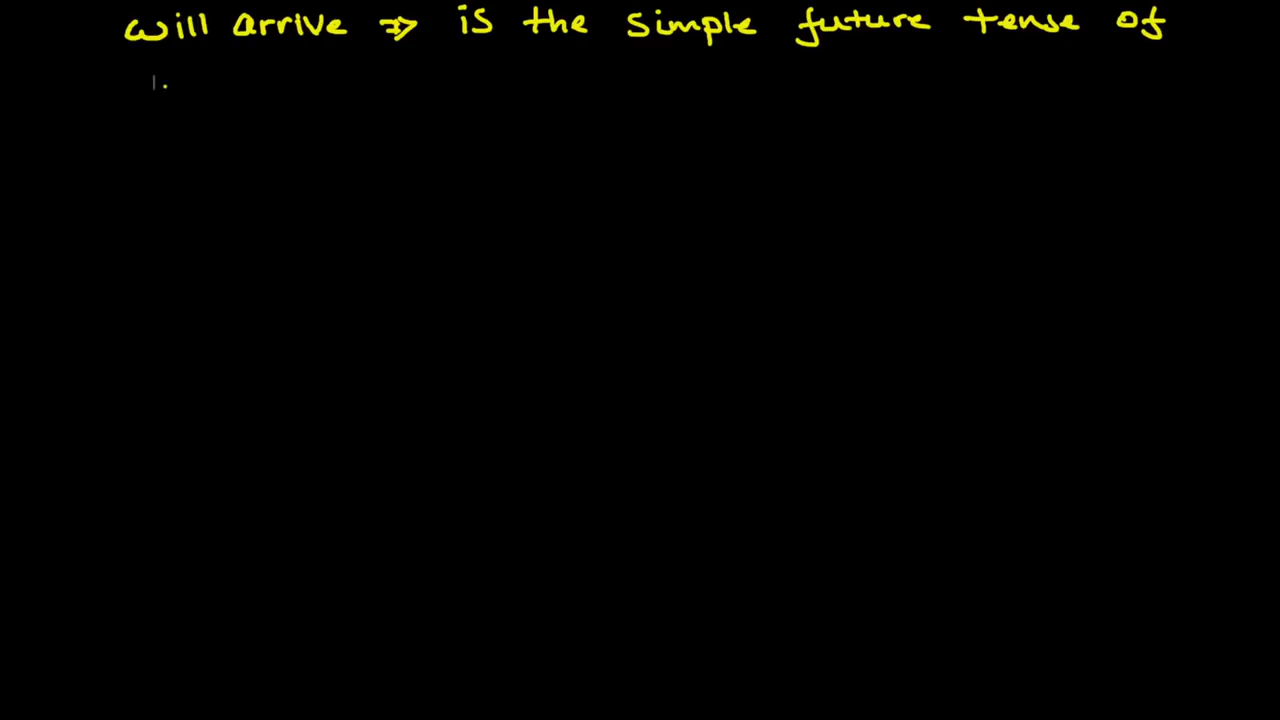 will arrive ⇒ is the simple future tense of